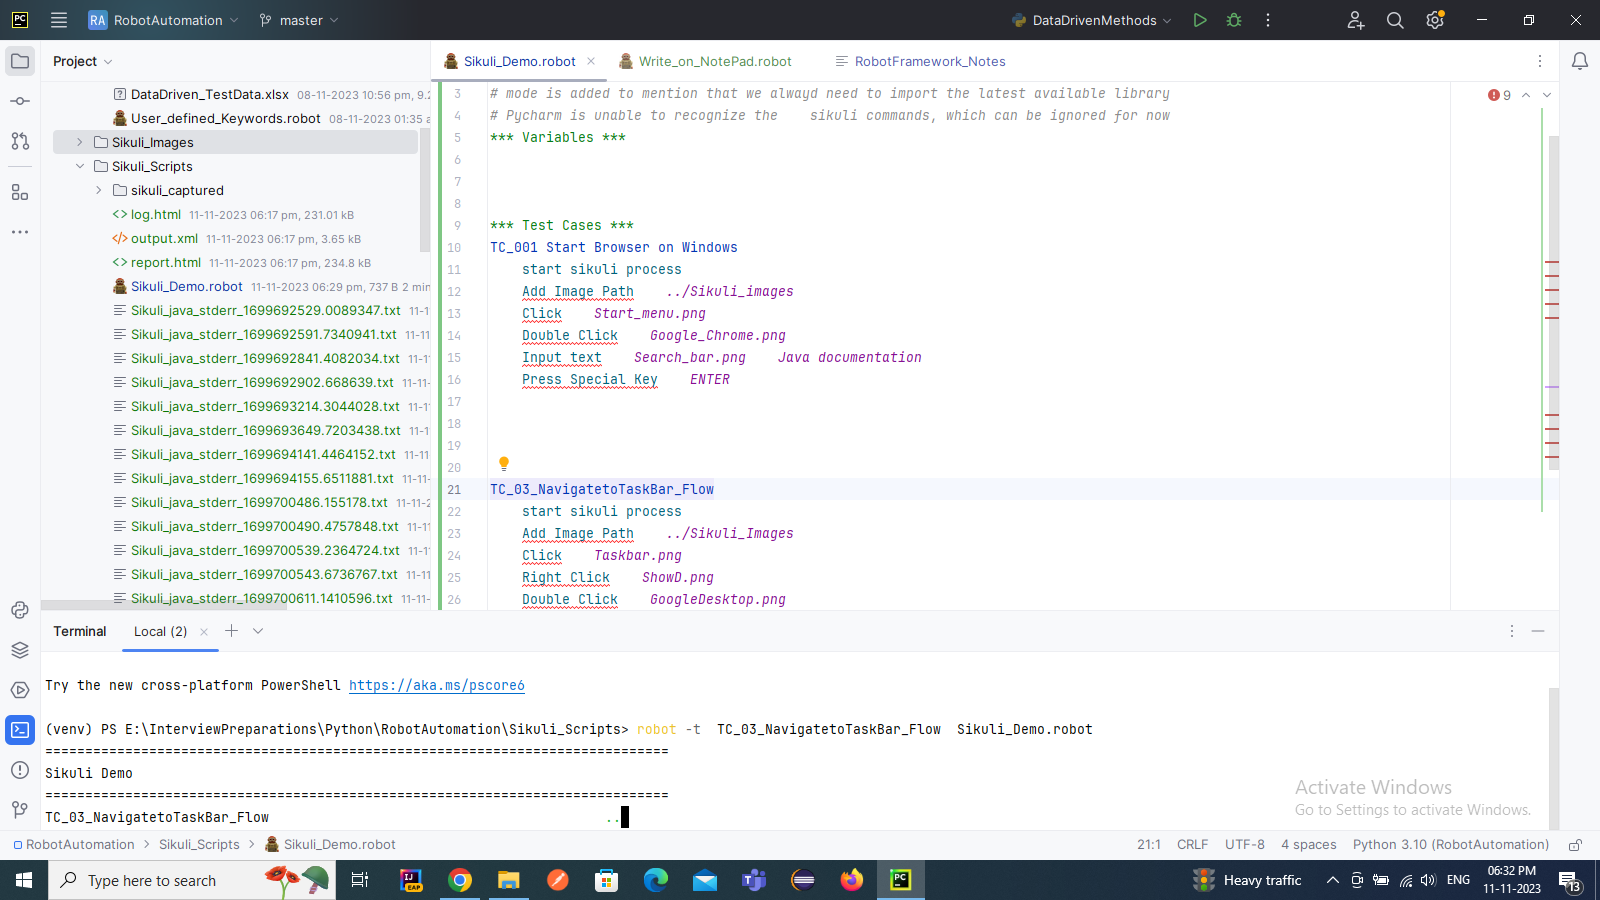 PC
RA RobotAutomation
master
DataDrivenMethods
Project
Sikuli_Demo.robot
Write_on_NotePad.robot
RobotFramework_Notes
DataDriven_TestData.xlsx 08-11-2023 10:56 pm, 9.2
User_defined_Keywords.robot 08-11-2023 01:35 a
Sikuli_Images
Sikuli_Scripts
sikuli_captured
log.html 11-11-2023 06:17 pm, 231.01 kB
output.xml 11-11-2023 06:17 pm, 3.65 kB
report.html 11-11-2023 06:17 pm, 234.8 kB
Sikuli_Demo.robot 11-11-2023 06:29 pm, 737 B 2 min
Sikuli_java_stderr_1699692529.0089347.txt 11-1
Sikuli_java_stderr_1699692591.7340941.txt 11-1
Sikuli_java_stderr_1699692841.4082034.txt 11-1
Sikuli_java_stderr_1699692902.668639.txt 11-11-
Sikuli_java_stderr_1699693214.3044028.txt 11-1
Sikuli_java_stderr_1699693649.7203438.txt 11-1
Sikuli_java_stderr_1699694141.4464152.txt 11-1
Sikuli_java_stderr_1699694155.6511881.txt 11-11
Sikuli_java_stderr_1699700486.155178.txt 11-11-2
Sikuli_java_stderr_1699700490.4757848.txt 11-1
Sikuli_java_stderr_1699700539.2364724.txt 11-1
Sikuli_java_stderr_1699700543.6736767.txt 11-11
Sikuli_java_stderr_1699700611.1410596.txt 11-11-
3 # mode is added to mention that we alwayd need to import the latest available library
4 # Pycharm is unable to recognize the    sikuli commands, which can be ignored for now
5 *** Variables ***
6
7
8
9 *** Test Cases ***
10 TC_001 Start Browser on Windows
11     start sikuli process
12     Add Image Path    ../Sikuli_images
13     Click    Start_menu.png
14     Double Click    Google_Chrome.png
15     Input text    Search_bar.png    Java documentation
16     Press Special Key    ENTER
17
18
19
20
21 TC_03_NavigatetoTaskBar_Flow
22     start sikuli process
23     Add Image Path    ../Sikuli_Images
24     Click    Taskbar.png
25     Right Click    ShowD.png
26     Double Click    GoogleDesktop.png
9
Terminal
Local (2)
Try the new cross-platform PowerShell https://aka.ms/pscore6
(venv) PS E:\InterviewPreparations\Python\RobotAutomation\Sikuli_Scripts> robot -t  TC_03_NavigatetoTaskBar_Flow  Sikuli_Demo.robot
==============================================================================
Sikuli Demo
==============================================================================
TC_03_NavigatetoTaskBar_Flow                                          ..
Activate Windows
Go to Settings to activate Windows.
RobotAutomation > Sikuli_Scripts > Sikuli_Demo.robot
21:1 CRLF UTF-8 4 spaces Python 3.10 (RobotAutomation)
Type here to search
IJ
EAP
PC
Heavy traffic
ENG
06:32 PM
11-11-2023
13